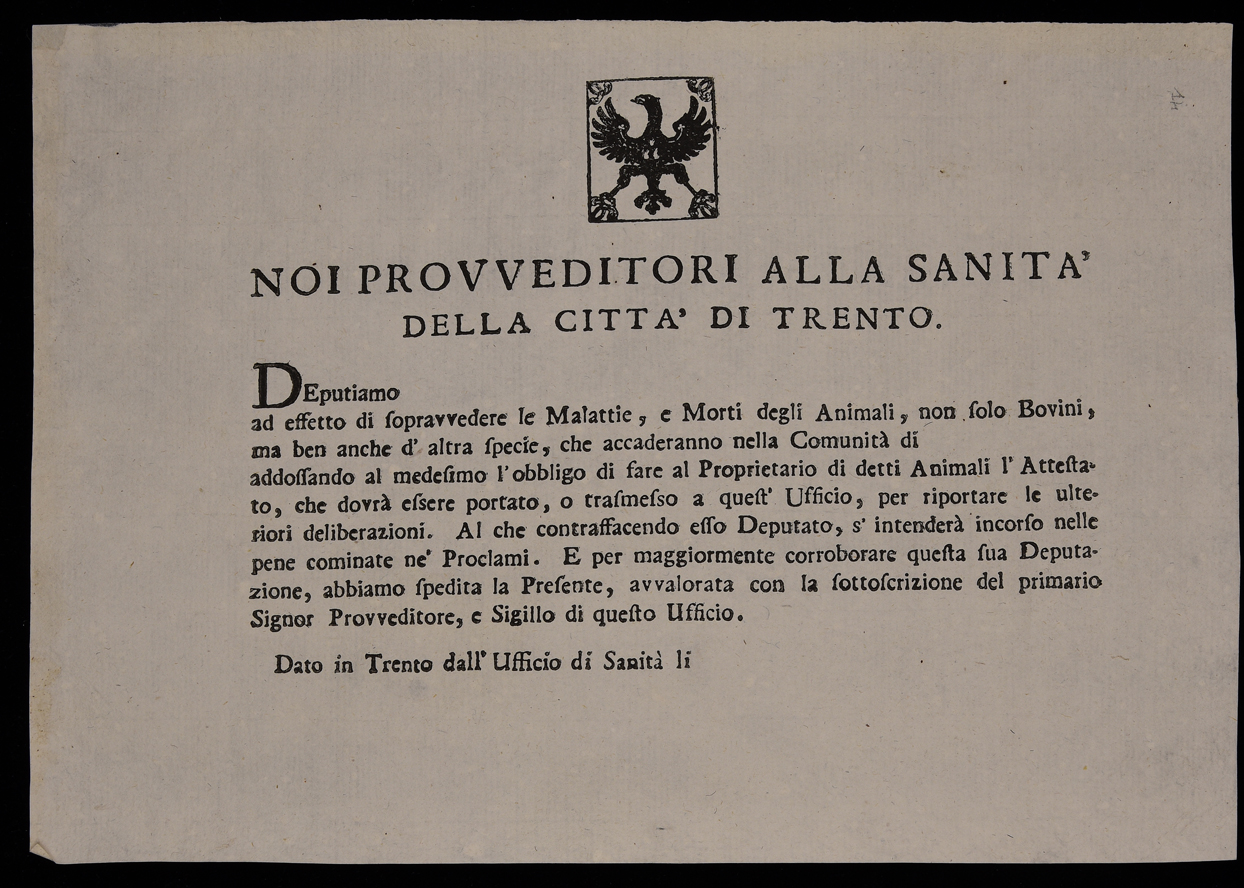 NOI PROVVEDITORI ALLA SANITA'
DELLA CITTA' DI TRENTO.
DEputiamo
ad effetto di ſopravvedere le Malattie, e Morti degli Animali, non ſolo Bovini,
ma ben anche d' altra ſpecie, che accaderanno nella Comunità di
addoſſando al medeſimo l'obbligo di fare al Proprietario di detti Animali l' Atteſta-
to, che dovrà eſsere portato, o traſmeſso a queſt' Ufficio, per riportare le ulte-
riori deliberazioni. Al che contraffacendo eſſo Deputato, s' intenderà incorſo nelle
pene cominate ne' Proclami. E per maggiormente corroborare queſta ſua Deputa-
zione, abbiamo ſpedita la Preſente, avvalorata con la ſottoſcrizione del primario
Signor Provveditore, e Sigillo di queſto Ufficio.
Dato in Trento dall' Ufficio di Sanità li